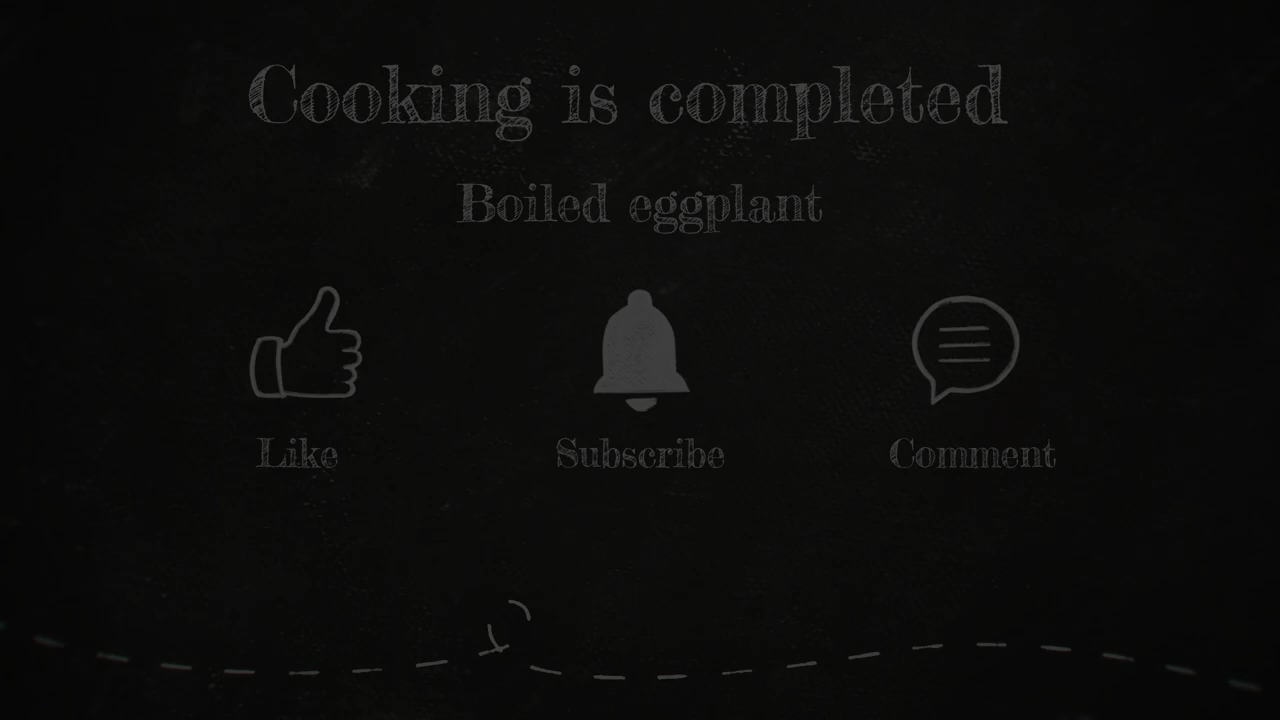 Cooking is completed
Boiled eggplant
Like
Subscribe
Comment